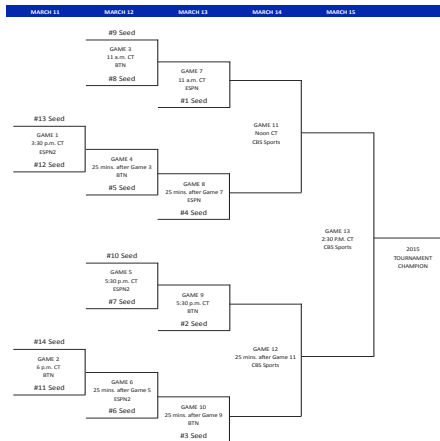 MARCH 11
MARCH 12
MARCH 13
MARCH 14
MARCH 15
#9 Seed
GAME 3
11 a.m. CT
BTN
#8 Seed
GAME 7
11 a.m. CT
ESPN
#1 Seed
GAME 11
Noon CT
CBS Sports
#13 Seed
GAME 1
3:30 p.m. CT
ESPN2
#12 Seed
GAME 4
25 mins. after Game 3
BTN
#5 Seed
GAME 8
25 mins. after Game 7
ESPN
#4 Seed
GAME 13
2:30 P.M. CT
CBS Sports
2015
TOURNAMENT
CHAMPION
#10 Seed
GAME 5
5:30 p.m. CT
ESPN2
#7 Seed
GAME 9
5:30 p.m. CT
BTN
#2 Seed
GAME 12
25 mins. after Game 11
CBS Sports
#14 Seed
GAME 2
6 p.m. CT
BTN
#11 Seed
GAME 6
25 mins. after Game 5
ESPN2
#6 Seed
GAME 10
25 mins. after Game 9
BTN
#3 Seed